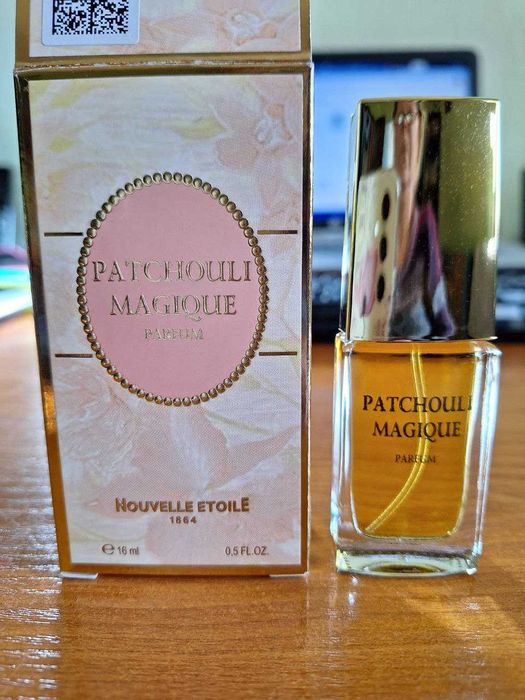 PATCHOULI
MAGIQUE
PARFUM
NOUVELLE ETOILE
1864
℮ 16 ml
0,5 FL.OZ.
PATCHOULI
MAGIQUE
PARFUM